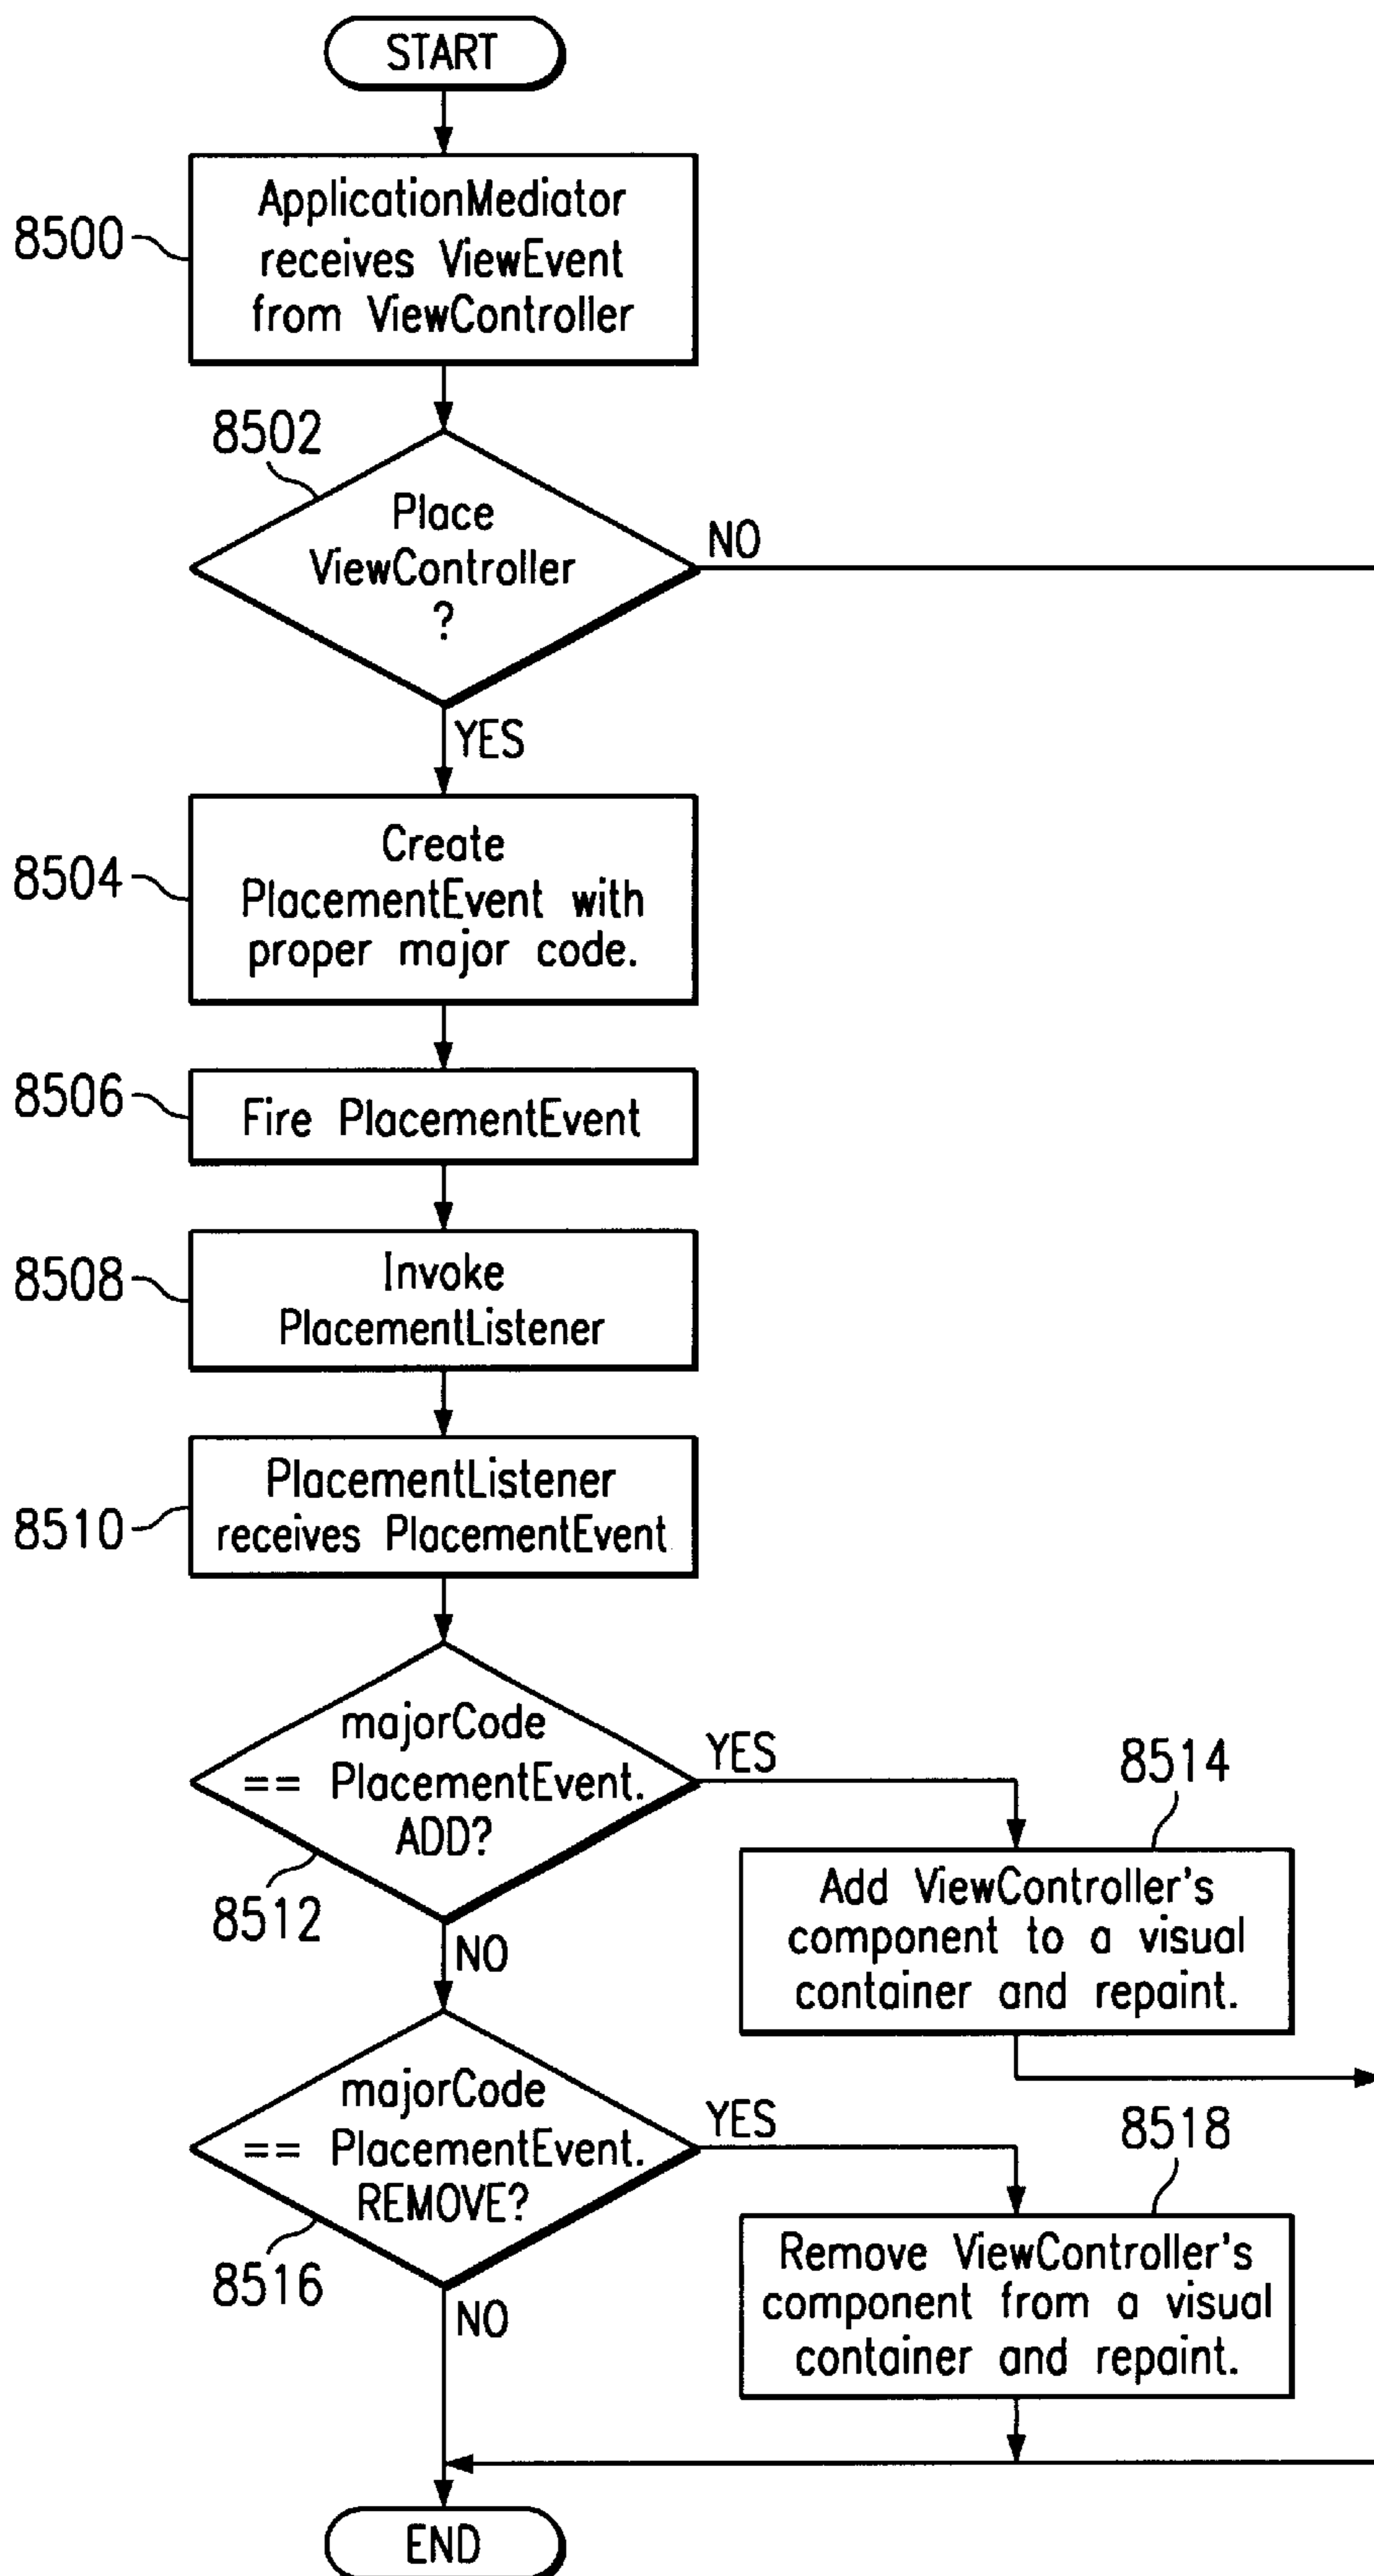 START
8500
ApplicationMediator
receives ViewEvent
from ViewController
8502
Place
ViewController
?
NO
YES
8504
Create
PlacementEvent with
proper major code.
8506
Fire PlacementEvent
8508
Invoke
PlacementListener
8510
PlacementListener
receives PlacementEvent
majorCode
== PlacementEvent.
ADD?
YES
8512
NO
8514
Add ViewController's
component to a visual
container and repaint.
majorCode
== PlacementEvent.
REMOVE?
YES
8516
NO
8518
Remove ViewController's
component from a visual
container and repaint.
END